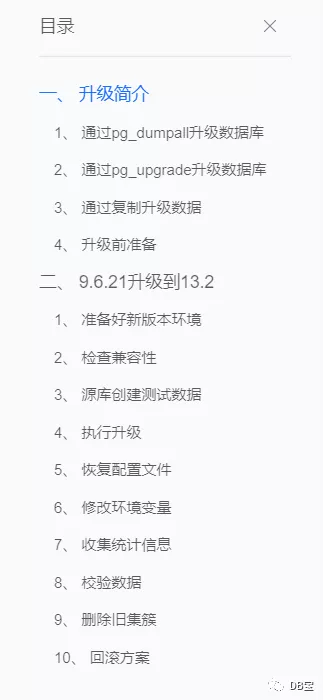 目录
一、 升级简介
1、 通过pg_dumpall升级数据库
2、 通过pg_upgrade升级数据库
3、 通过复制升级数据
4、 升级前准备
二、 9.6.21升级到13.2
1、 准备好新版本环境
2、 检查兼容性
3、 源库创建测试数据
4、 执行升级
5、 恢复配置文件
6、 修改环境变量
7、 收集统计信息
8、 校验数据
9、 删除旧集簇
10、 回滚方案
DB宝